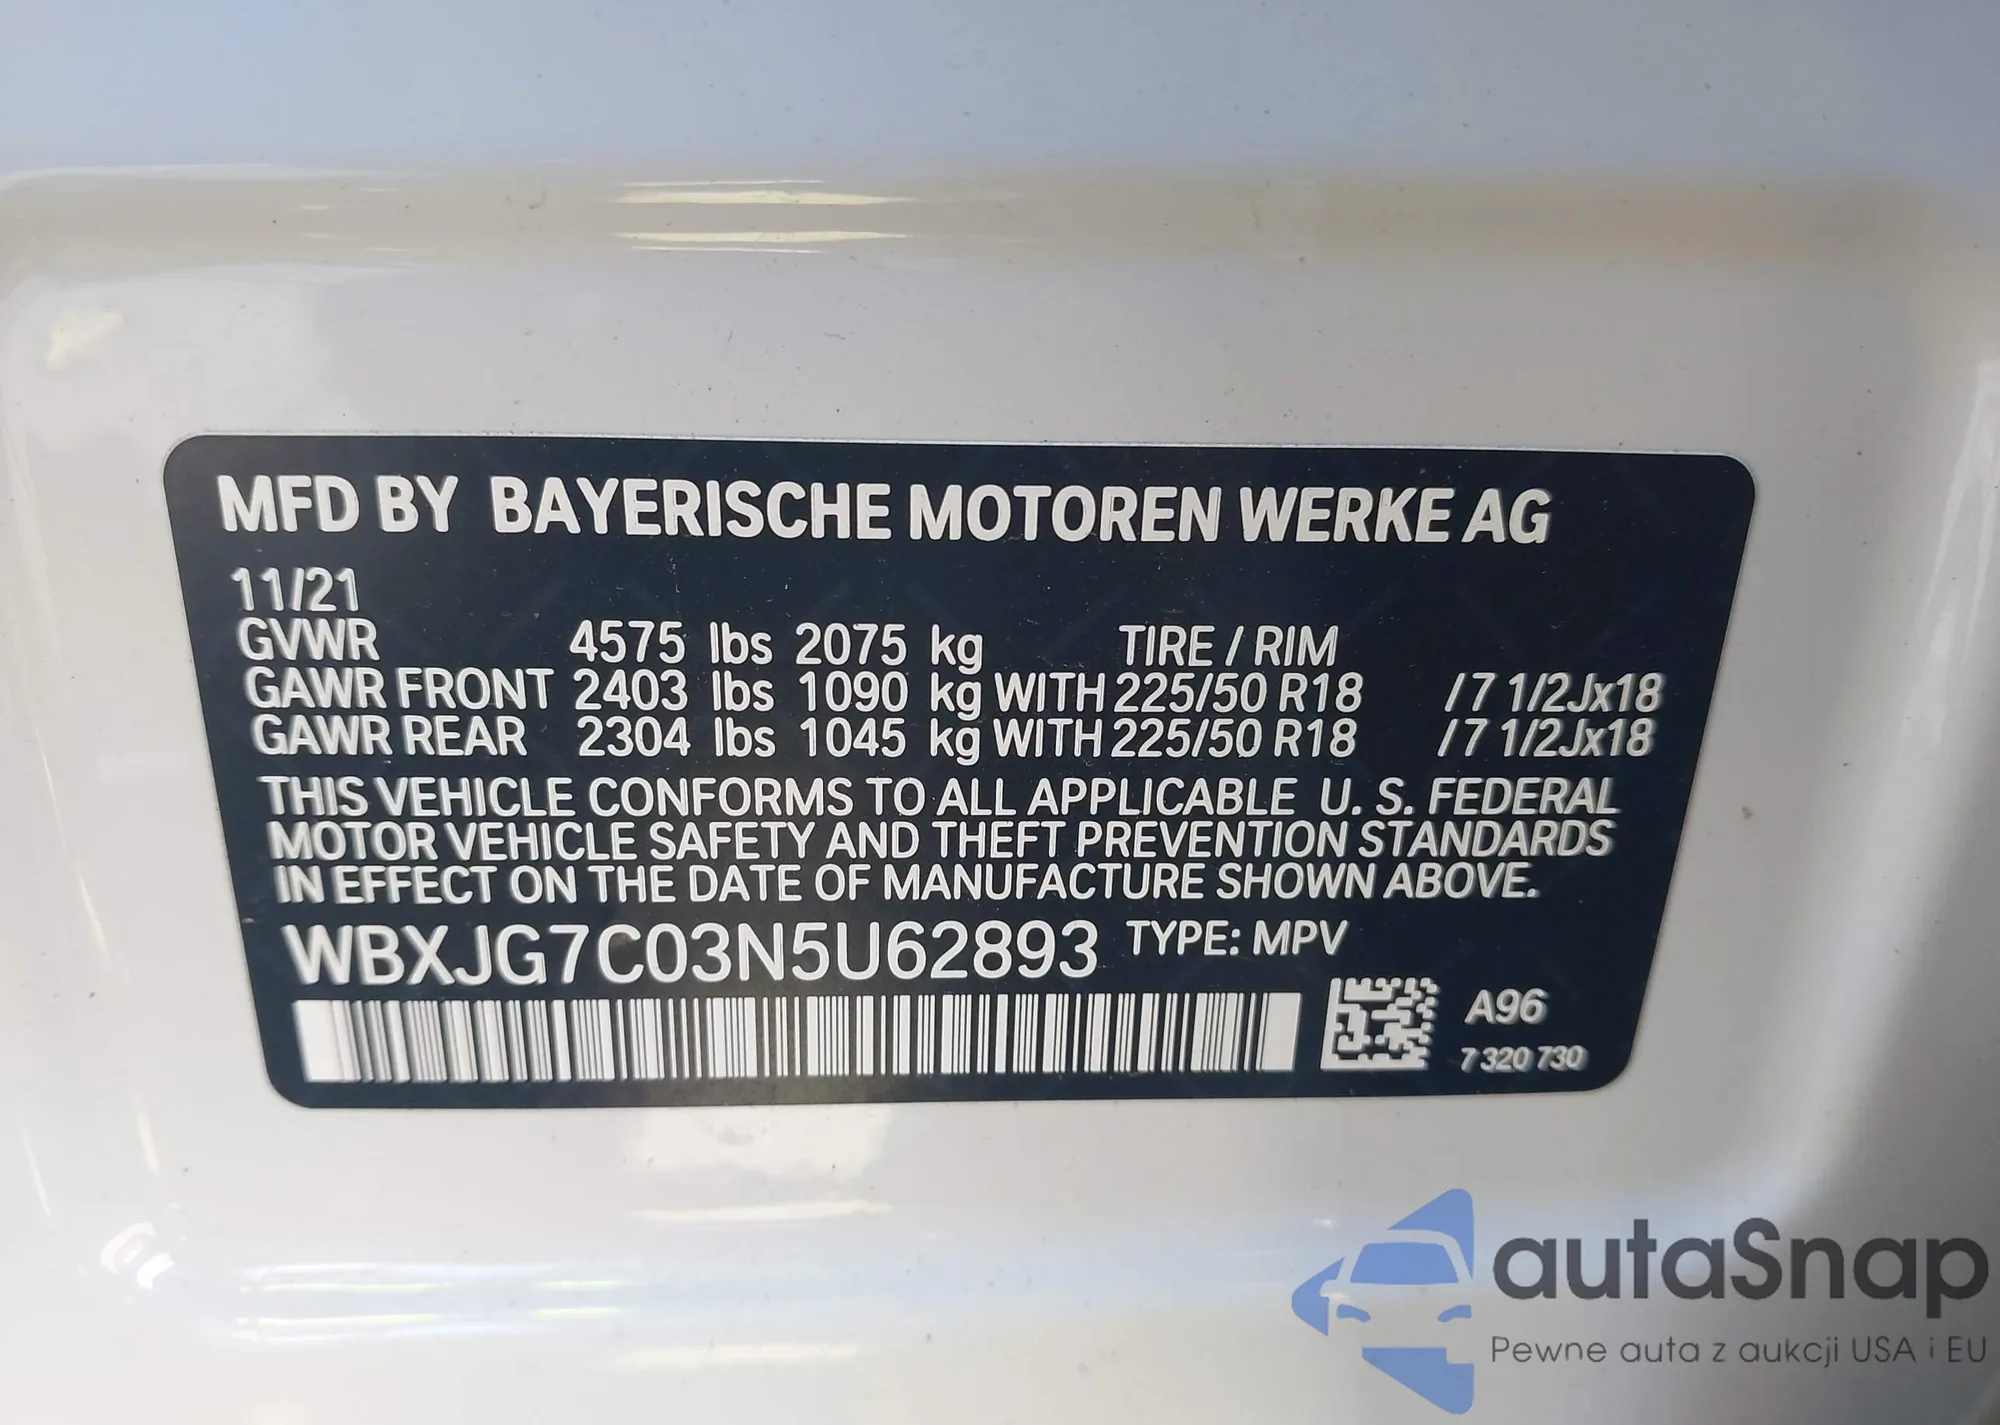 MFD BY BAYERISCHE MOTOREN WERKE AG
11/21
GVWR 4575 lbs 2075 kg TIRE / RIM
GAWR FRONT 2403 lbs 1090 kg WITH 225/50 R18 /7 1/2Jx18
GAWR REAR 2304 lbs 1045 kg WITH 225/50 R18 /7 1/2Jx18
THIS VEHICLE CONFORMS TO ALL APPLICABLE U. S. FEDERAL
MOTOR VEHICLE SAFETY AND THEFT PREVENTION STANDARDS
IN EFFECT ON THE DATE OF MANUFACTURE SHOWN ABOVE.
WBXJG7C03N5U62893 TYPE: MPV
A96
7 320 730
autaSnap
Pewne auta z aukcji USA i EU